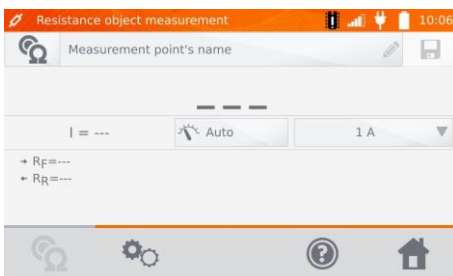 Resistance object measurement 10:06
Measurement point's name
---
I = --- Auto 1 A
→ RF=---
← RR=---